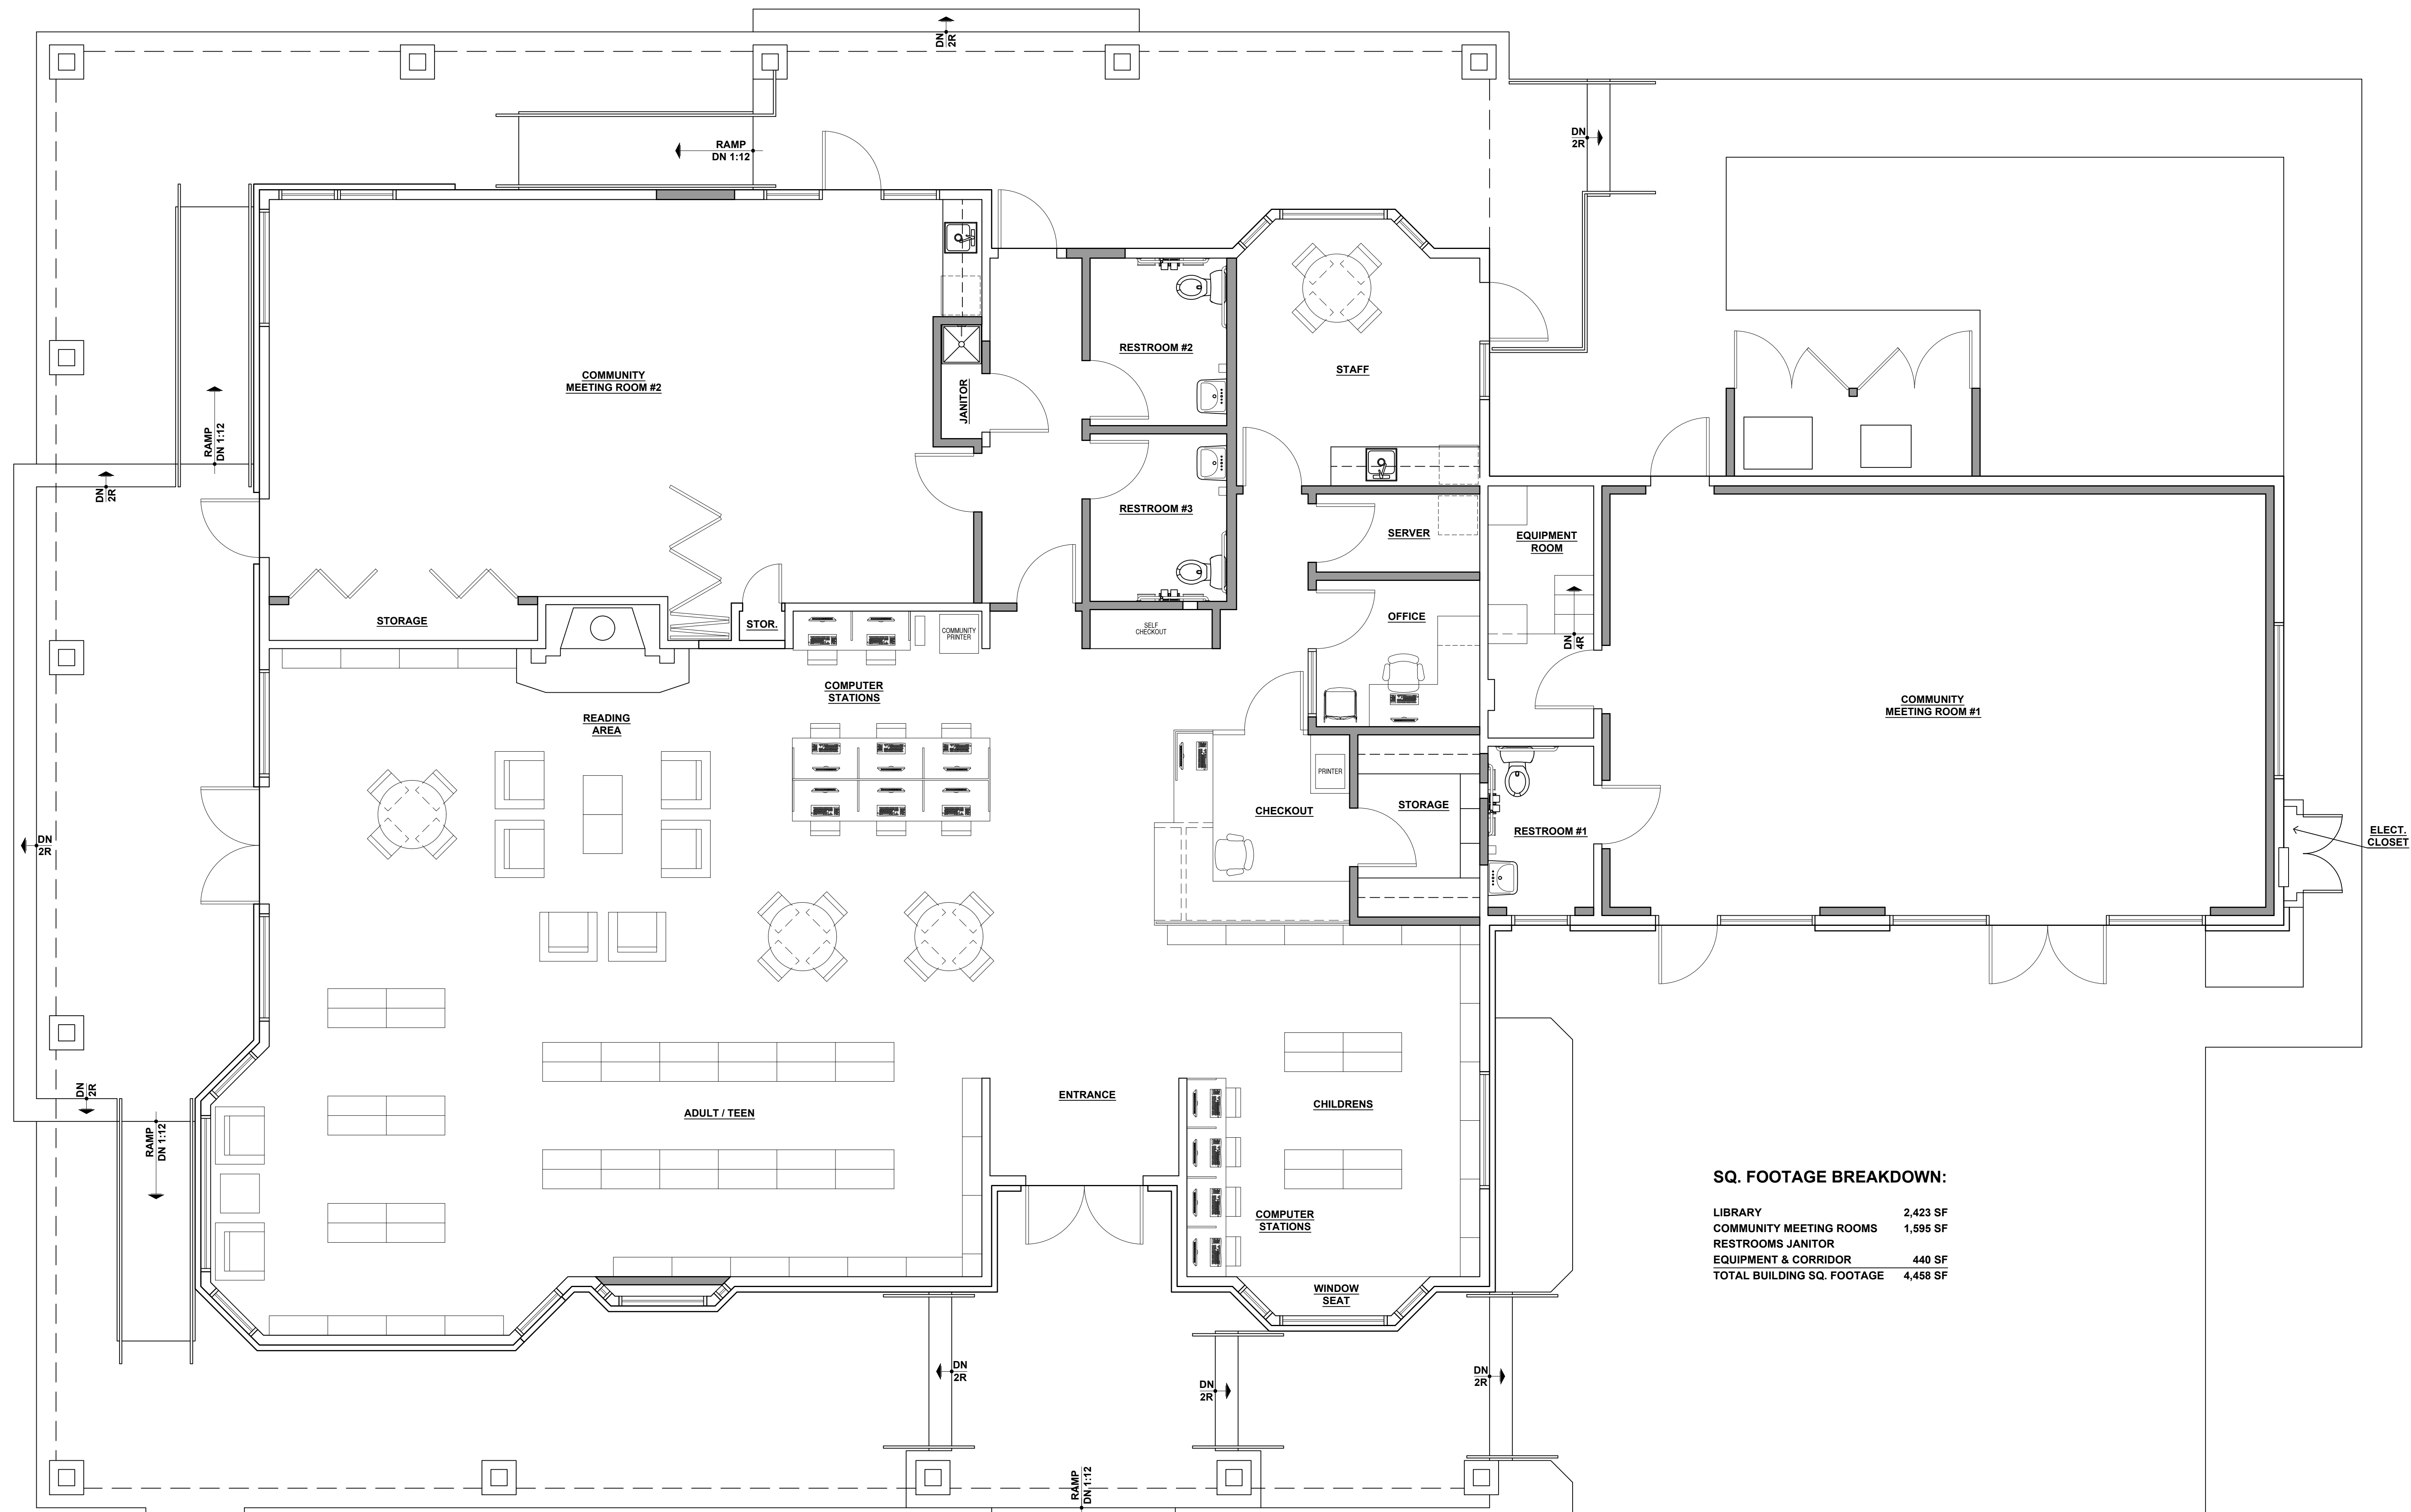 DN
2R
RAMP
DN 1:12
DN
2R
COMMUNITY
MEETING ROOM #2
RESTROOM #2
STAFF
JANITOR
RAMP
DN 1:12
DN
2R
RESTROOM #3
SERVER
EQUIPMENT
ROOM
STORAGE
STOR.
COMMUNITY
PRINTER
SELF
CHECKOUT
OFFICE
DN
4R
COMPUTER
STATIONS
READING
AREA
COMMUNITY
MEETING ROOM #1
PRINTER
CHECKOUT
STORAGE
RESTROOM #1
DN
2R
ELECT.
CLOSET
DN
2R
RAMP
DN 1:12
ADULT / TEEN
ENTRANCE
CHILDRENS
COMPUTER
STATIONS
WINDOW
SEAT
SQ. FOOTAGE BREAKDOWN:
LIBRARY 2,423 SF
COMMUNITY MEETING ROOMS 1,595 SF
RESTROOMS JANITOR
EQUIPMENT & CORRIDOR 440 SF
TOTAL BUILDING SQ. FOOTAGE 4,458 SF
DN
2R
DN
2R
DN
2R
RAMP
DN 1:12